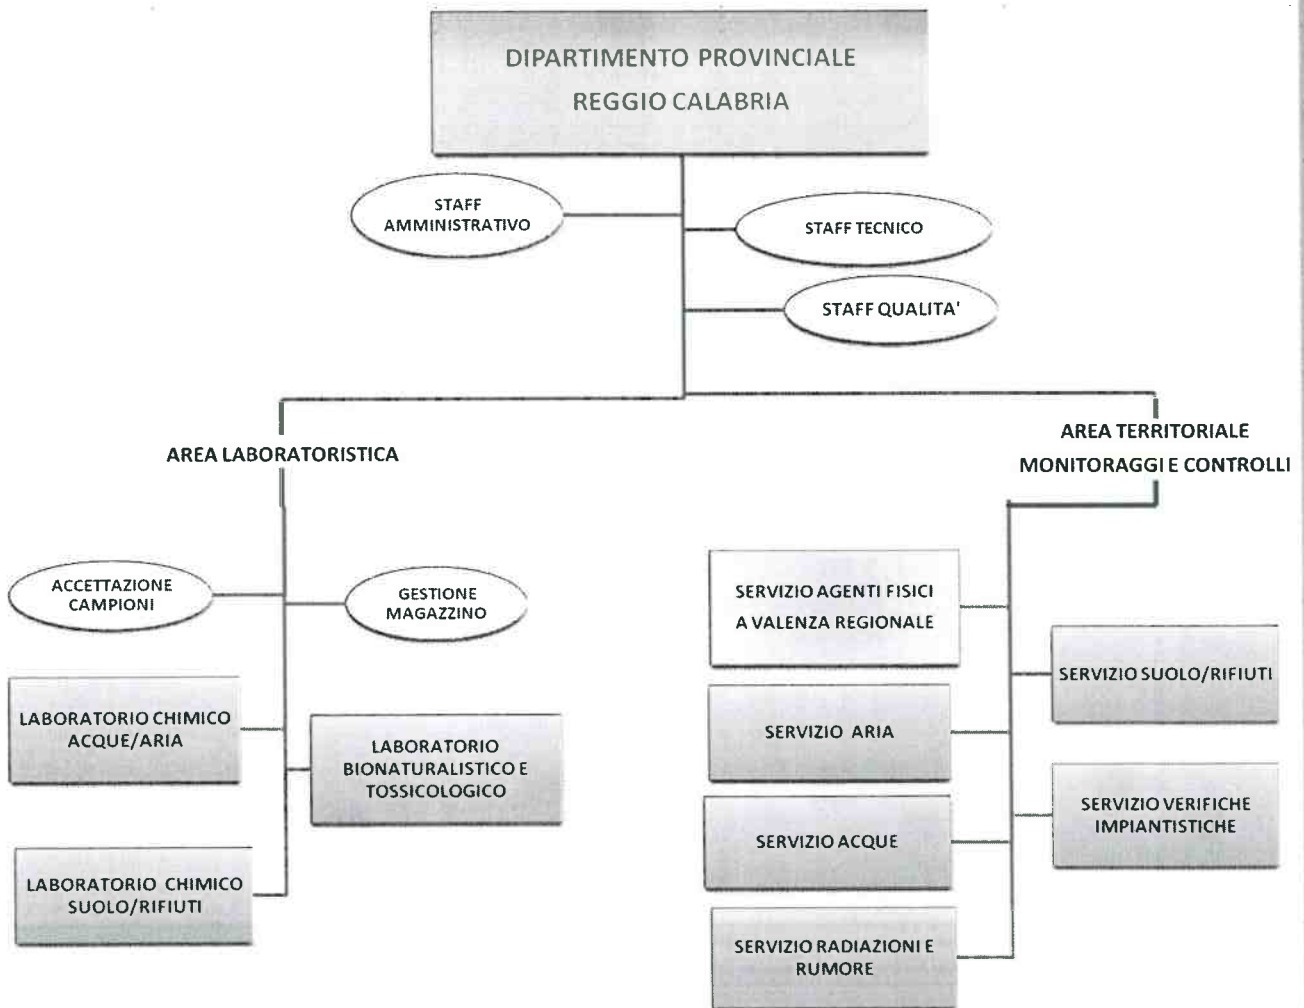 DIPARTIMENTO PROVINCIALE
REGGIO CALABRIA
STAFF
AMMINISTRATIVO
STAFF TECNICO
STAFF QUALITA'
AREA LABORATORISTICA
ACCETTAZIONE
CAMPIONI
GESTIONE
MAGAZZINO
LABORATORIO CHIMICO
ACQUE/ARIA
LABORATORIO
BIONATURALISTICO E
TOSSICOLOGICO
LABORATORIO CHIMICO
SUOLO/RIFIUTI
AREA TERRITORIALE
MONITORAGGI E CONTROLLI
SERVIZIO AGENTI FISICI
A VALENZA REGIONALE
SERVIZIO SUOLO/RIFIUTI
SERVIZIO ARIA
SERVIZIO VERIFICHE
IMPIANTISTICHE
SERVIZIO ACQUE
SERVIZIO RADIAZIONI E
RUMORE